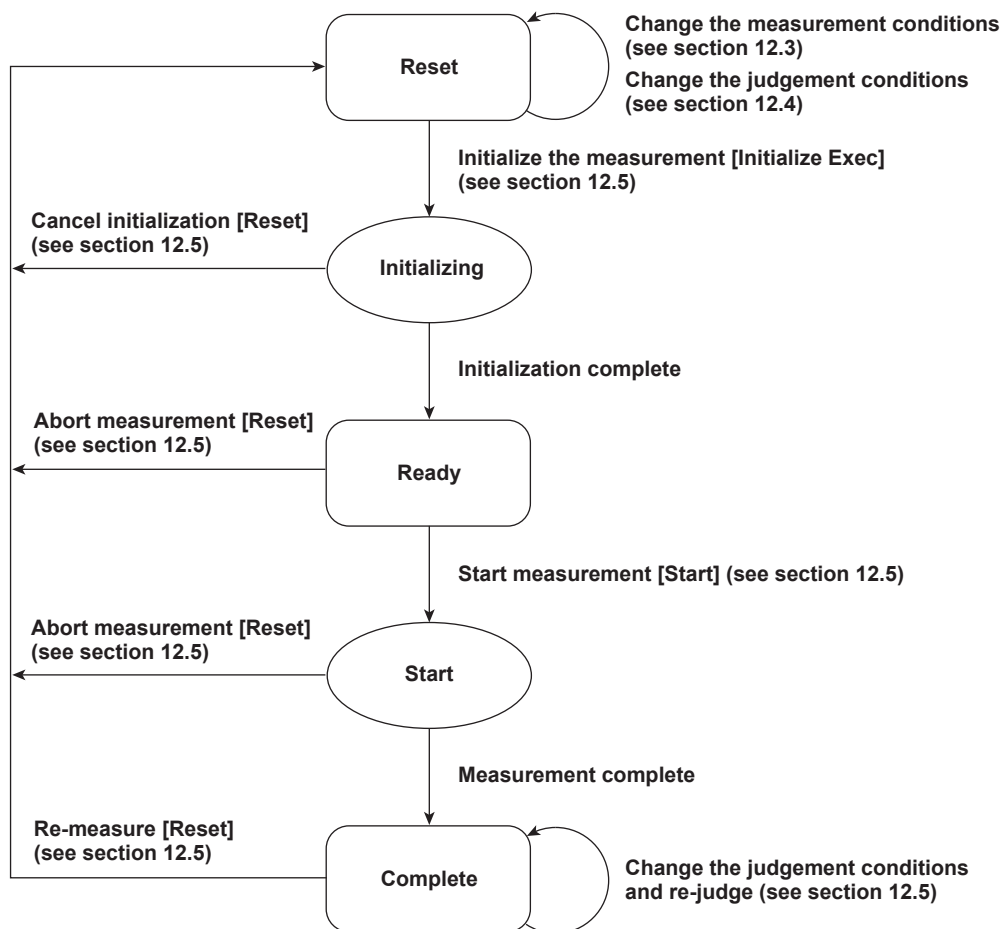 Reset
Change the measurement conditions
(see section 12.3)
Change the judgement conditions
(see section 12.4)
Initialize the measurement [Initialize Exec]
(see section 12.5)
Cancel initialization [Reset]
(see section 12.5)
Initializing
Initialization complete
Abort measurement [Reset]
(see section 12.5)
Ready
Start measurement [Start] (see section 12.5)
Abort measurement [Reset]
(see section 12.5)
Start
Measurement complete
Re-measure [Reset]
(see section 12.5)
Complete
Change the judgement conditions
and re-judge (see section 12.5)